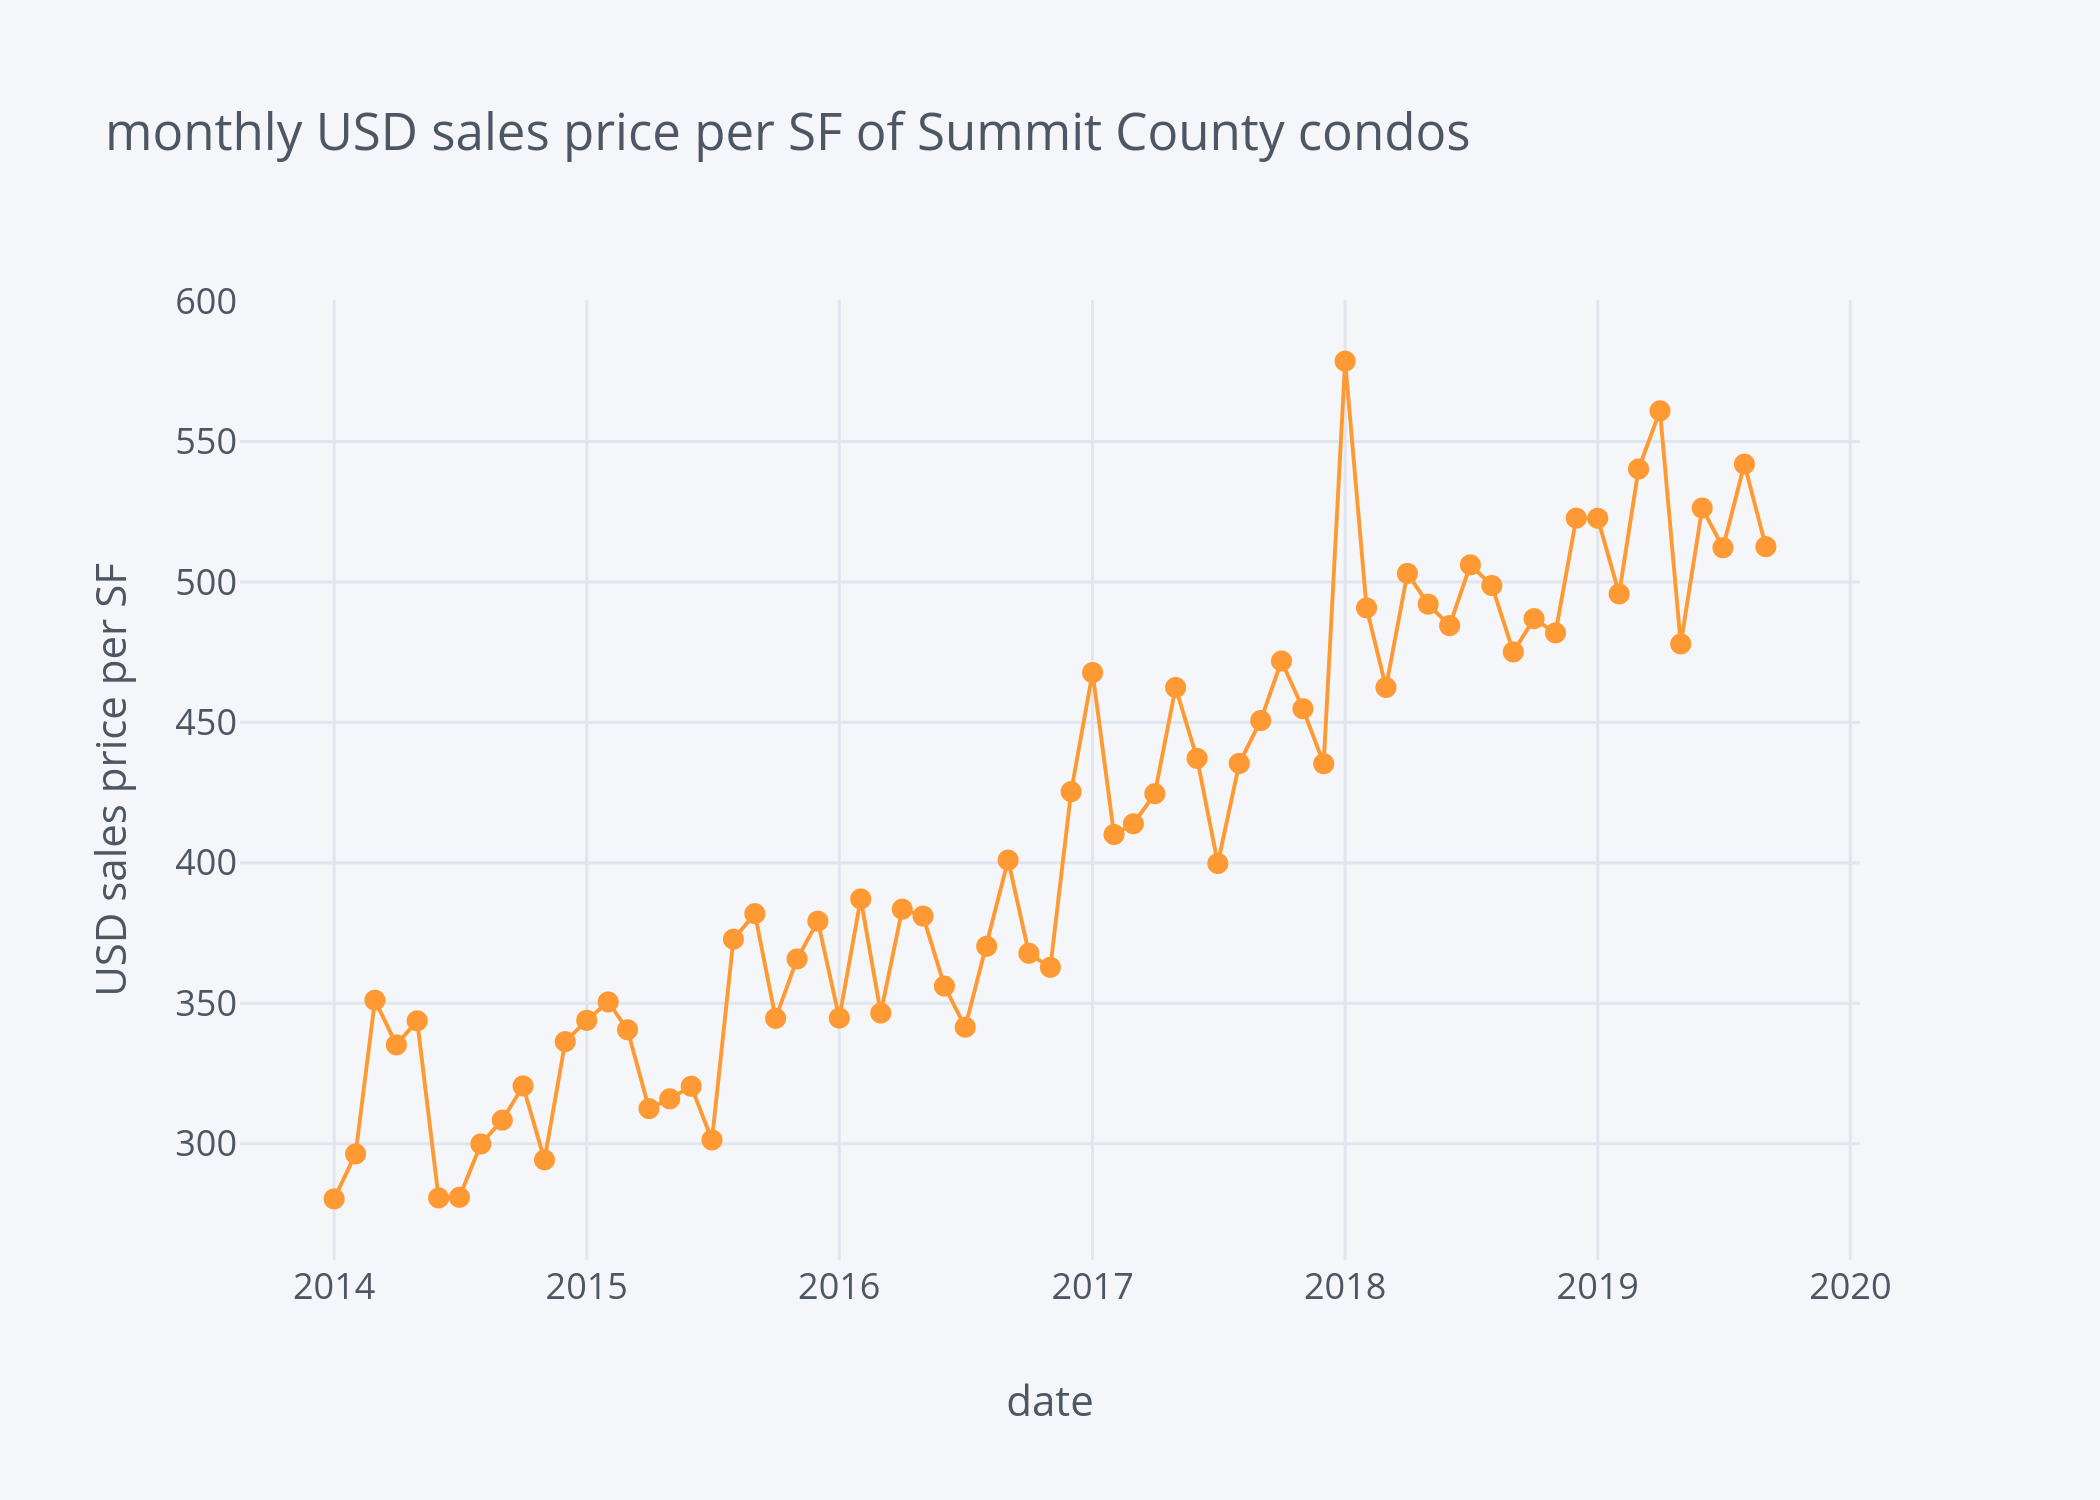 monthly USD sales price per SF of Summit County condos
USD sales price per SF
600
550
500
450
400
350
300
2014 2015 2016 2017 2018 2019 2020
date